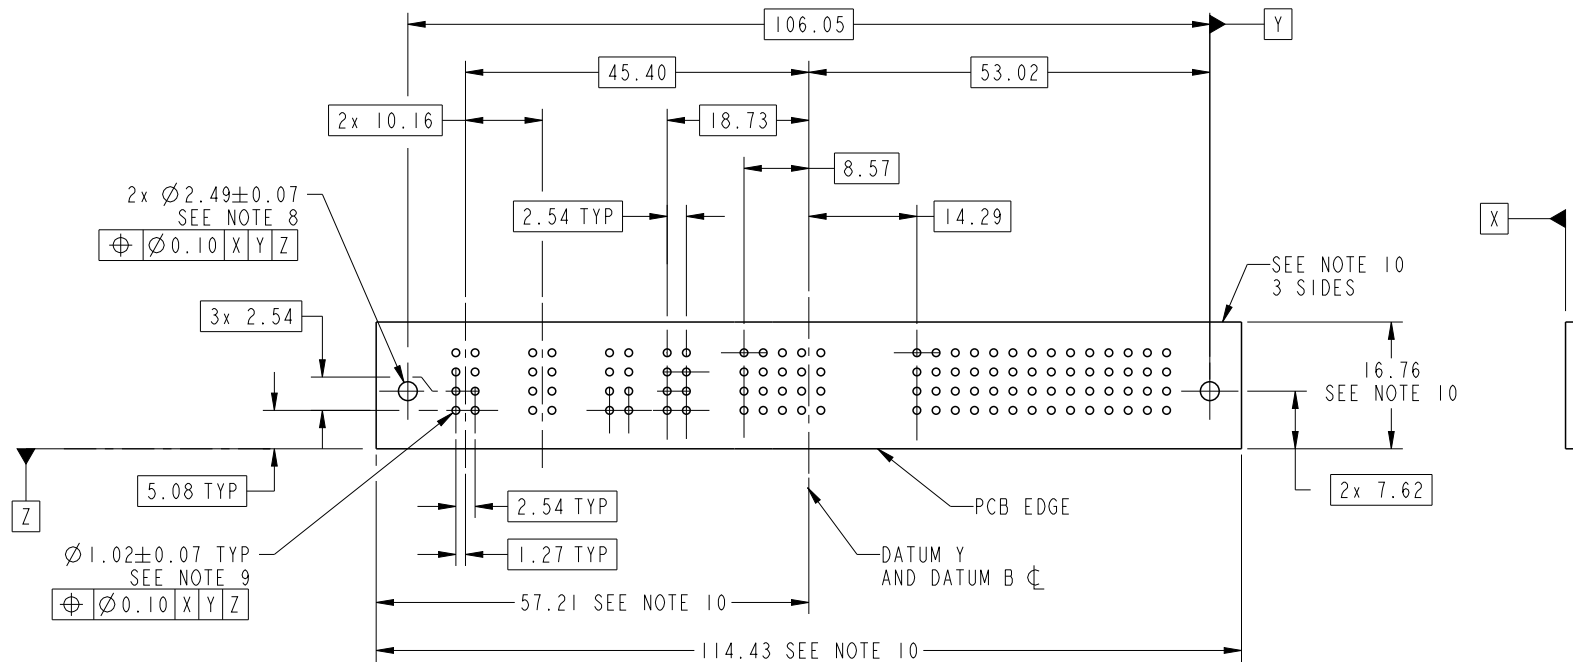 106.05
Y
45.40
53.02
2x 10.16
18.73
8.57
2x Ø2.49±0.07
SEE NOTE 8
⌖ Ø0.10 X Y Z
2.54 TYP
14.29
X
SEE NOTE 10
3 SIDES
3x 2.54
16.76
SEE NOTE 10
5.08 TYP
2x 7.62
Z
2.54 TYP
PCB EDGE
Ø1.02±0.07 TYP
SEE NOTE 9
⌖ Ø0.10 X Y Z
1.27 TYP
DATUM Y
AND DATUM B ℄
57.21 SEE NOTE 10
114.43 SEE NOTE 10